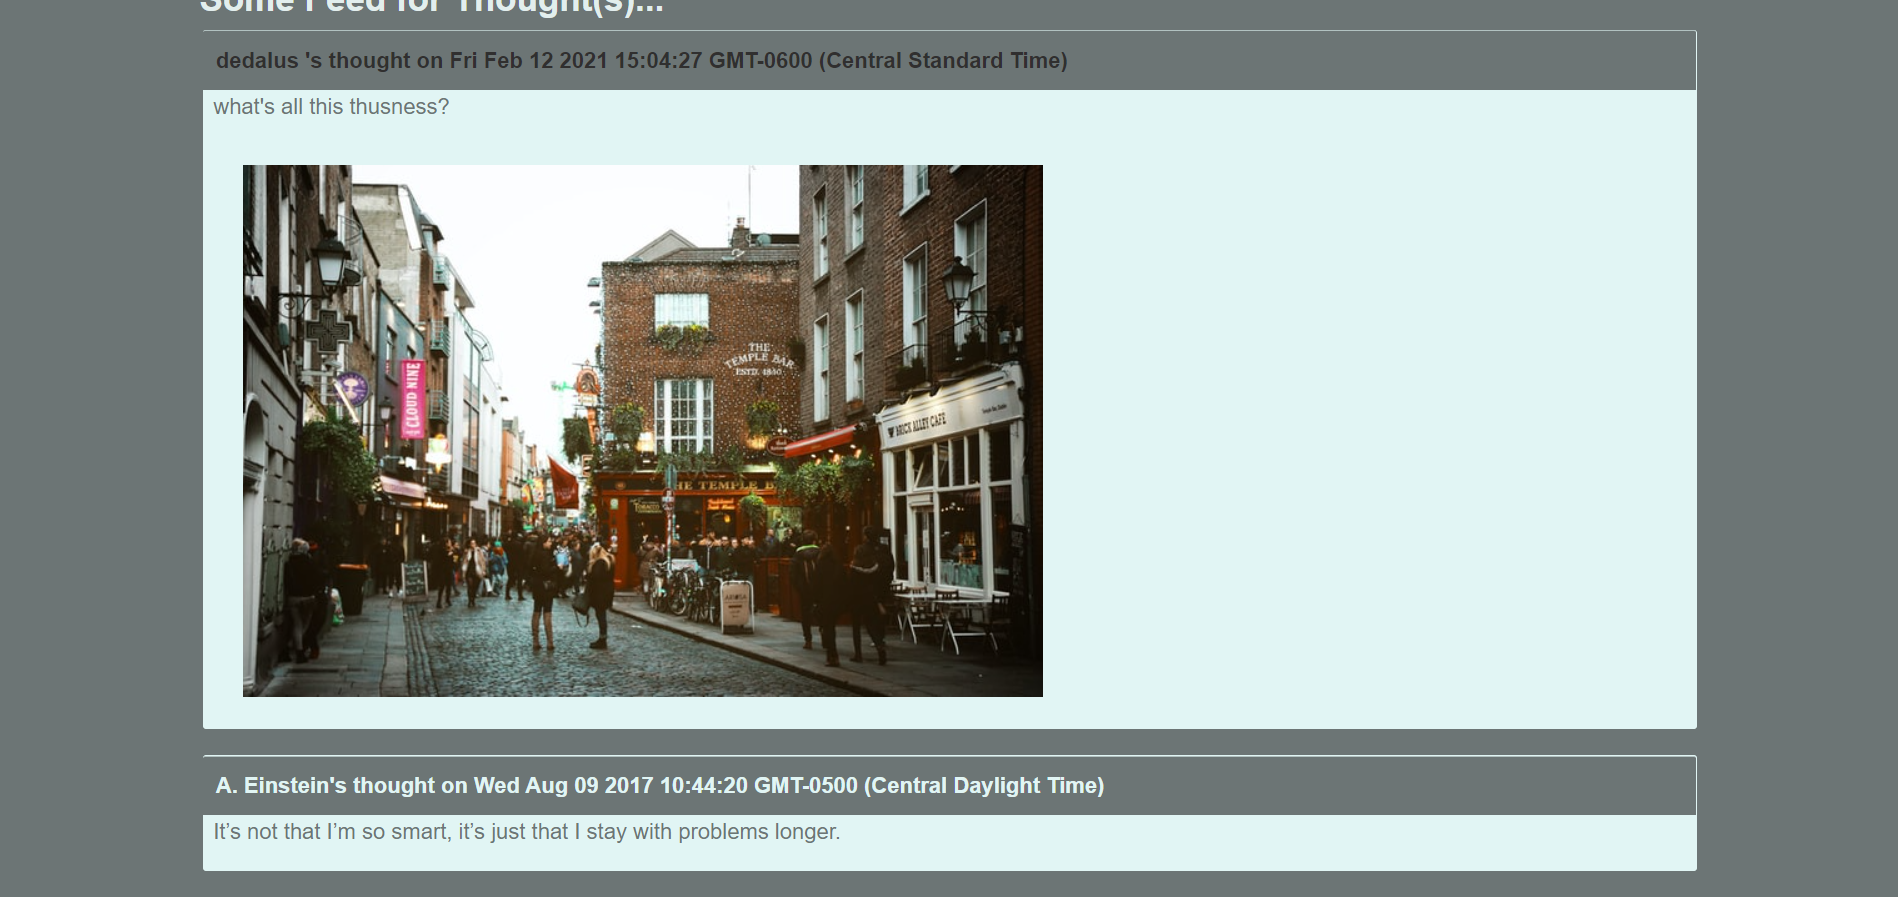 Some Feed for Thought(s)...
dedalus 's thought on Fri Feb 12 2021 15:04:27 GMT-0600 (Central Standard Time)
what's all this thusness?
THE
TEMPLE BAR
ESTD. 1840
CLOUD NINE
BRICK ALLEY CAFE
HE TEMPLE B
A. Einstein's thought on Wed Aug 09 2017 10:44:20 GMT-0500 (Central Daylight Time)
It’s not that I’m so smart, it’s just that I stay with problems longer.